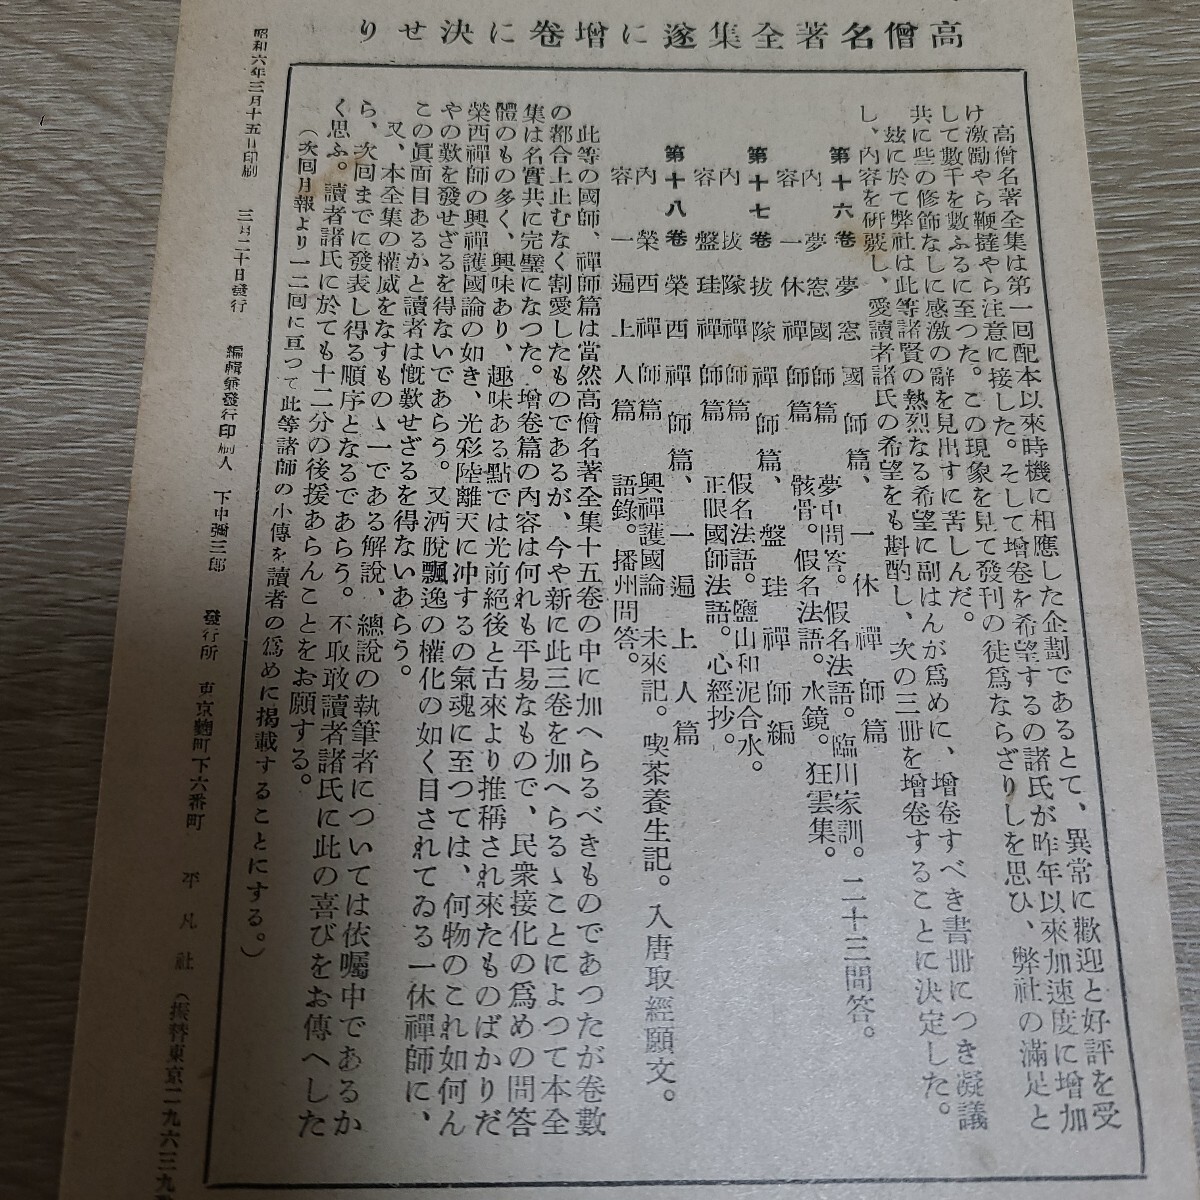 高僧名著全集遂に增卷に決せり
高僧名著全集は第一回配本以來時機に相應した企劃であるとて、異常に歡迎と好評を受
け激勵やら鞭撻やら注意に接した。そして增卷を希望するの諸氏が昨年以來加速度に增加
して數千を數ふるに至つた。この現象を見て發刊の徒爲ならざりしを思ひ、弊社の滿足と
共に些の修飾なしに感激の辭を見出すに苦しんだ。
茲に於て弊社は此等諸賢の熱烈なる希望に副はんが爲めに、增卷すべき書册につき凝議
し、內容を硏覈し、愛讀者諸氏の希望をも斟酌し、次の三冊を增卷することに決定した。
第十六卷 夢窓國師篇、一休禪師篇
內 夢窓國師篇 夢中問答。假名法語。臨川家訓。二十三問答。
容 一休禪師篇 骸骨。假名法語。水鏡。狂雲集。
第十七卷 拔隊禪師篇、盤珪禪師編
內 拔隊禪師篇 假名法語。鹽山和泥合水。
容 盤珪禪師篇 正眼國師法語。心經抄。
第十八卷 榮西禪師篇、一遍上人篇
內 榮西禪師篇 興禪護國論 未來記。喫茶養生記。入唐取經願文。
容 一遍上人篇 語錄。播州問答。
此等の國師、禪師篇は當然高僧名著全集十五卷の中に加へらるべきものであつたが卷數
の都合上止むなく割愛したものであるが、今や新に此三卷を加へらるゝことによつて本全
集は名實共に完璧になつた。增卷篇の內容は何れも平易なもので、民衆接化の爲めの問答
體のもの多く、興味あり、趣味ある點では光前絕後と古來より推稱され來たものばかりだ
榮西禪師の興禪護國論の如き、光彩陸離天に冲するの氣魂に至つては、何物のこれ如何ん
やの歎を發せざるを得ないであらう。又洒脫飄逸の權化の如く目されてゐる一休禪師に、
この眞面目あるかと讀者は慨歎せざるを得ないあらう。
又、本全集の權威をなすものゝ一である解說、總說の執筆者については依囑中であるか
ら、次回までに發表し得る順序となるであらう。不取敢讀者諸氏に此の喜びをお傳へした
く思ふ。讀者諸氏に於ても十二分の後援あらんことをお願する。
（次回月報より一二回に亘つて此等諸師の小傳を讀者の爲めに揭載することにする。）
昭和六年三月十五日印刷 三月二十日發行 編輯兼發行印刷人 下中彌三郎 發行所 東京麴町下六番町 平凡社（振替東京二九六三九